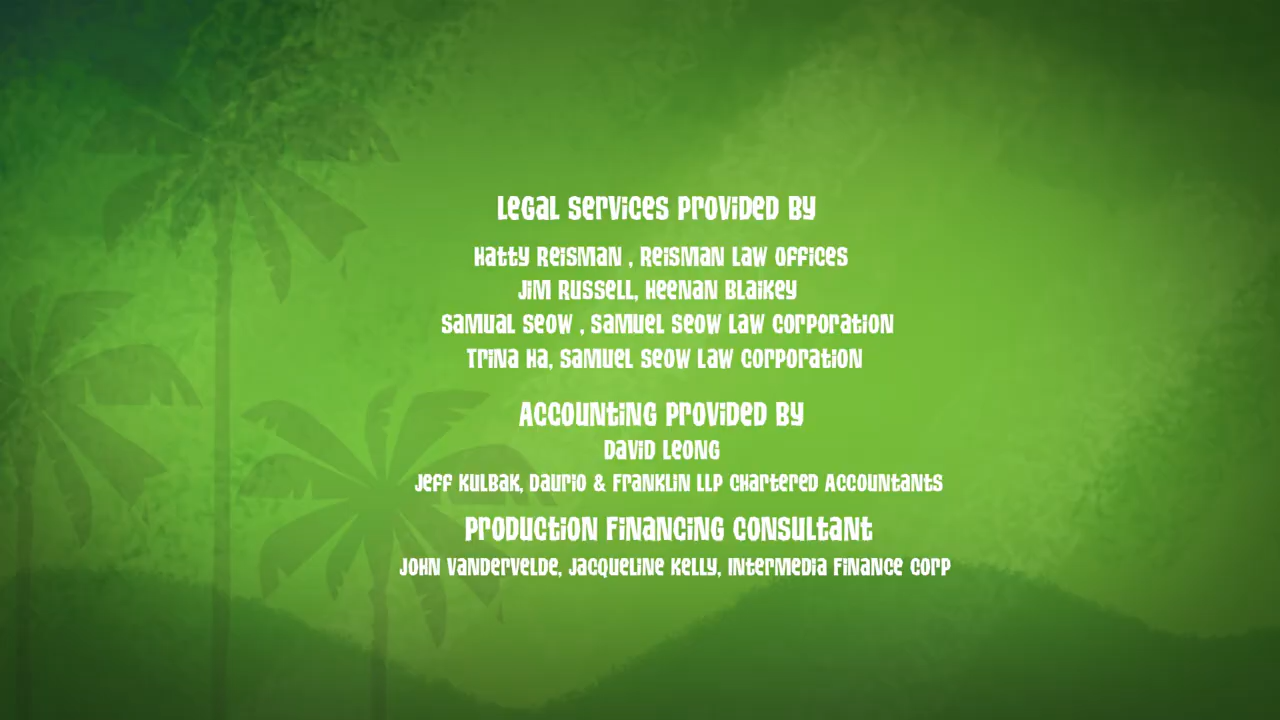 Legal Services Provided By
Hatty Reisman , Reisman Law Offices
Jim Russell, Heenan Blaikey
Samual Seow , Samuel Seow Law Corporation
Trina Ha, Samuel Seow Law Corporation
Accounting Provided By
David Leong
Jeff Kulbak, Daurio & Franklin LLP Chartered Accountants
Production Financing Consultant
John Vandervelde, Jacqueline Kelly, Intermedia Finance Corp